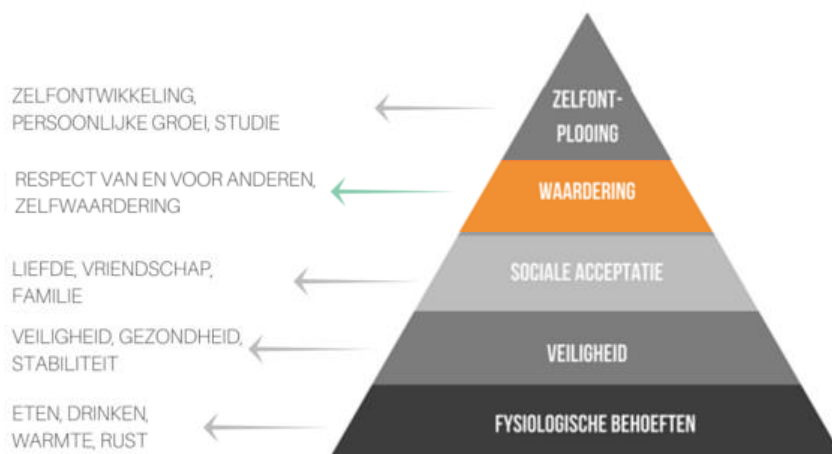 ZELFONTWIKKELING,
PERSOONLIJKE GROEI, STUDIE
ZELFONT-
PLOOING
RESPECT VAN EN VOOR ANDEREN,
ZELFWAARDERING
WAARDERING
LIEFDE, VRIENDSCHAP,
FAMILIE
SOCIALE ACCEPTATIE
VEILIGHEID, GEZONDHEID,
STABILITEIT
VEILIGHEID
ETEN, DRINKEN,
WARMTE, RUST
FYSIOLOGISCHE BEHOEFTEN